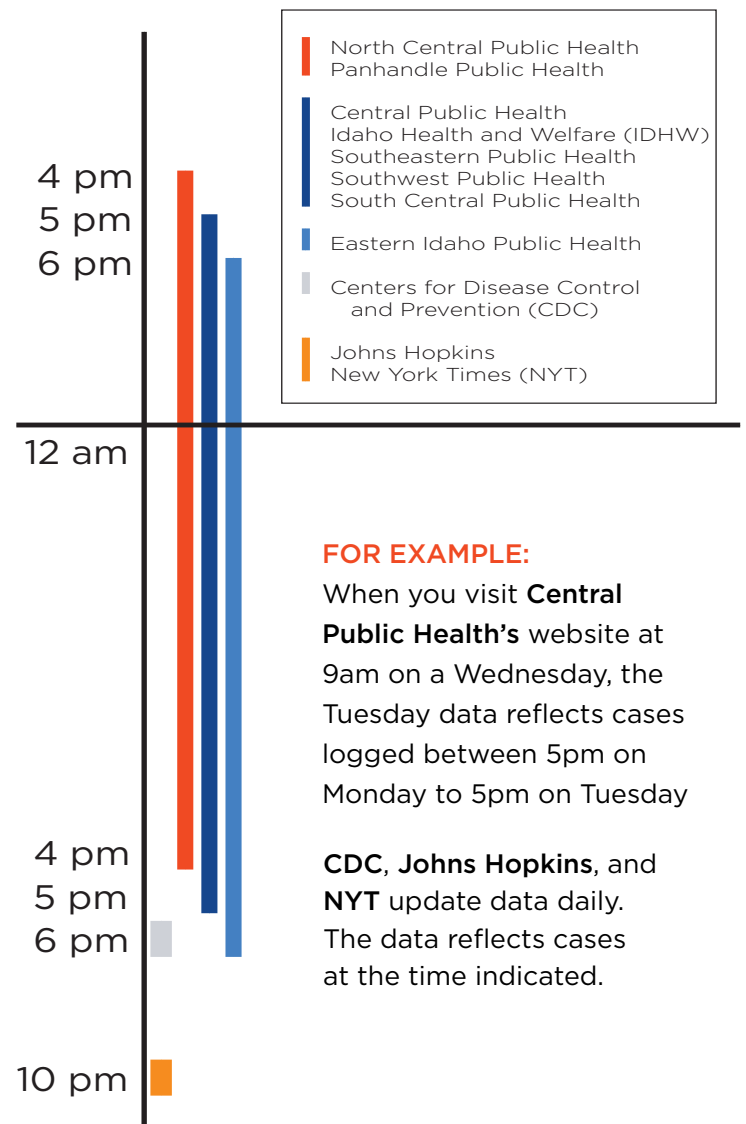 North Central Public Health
Panhandle Public Health
Central Public Health
Idaho Health and Welfare (IDHW)
Southeastern Public Health
Southwest Public Health
South Central Public Health
Eastern Idaho Public Health
Centers for Disease Control
and Prevention (CDC)
Johns Hopkins
New York Times (NYT)
4 pm
5 pm
6 pm
12 am
FOR EXAMPLE:
When you visit Central
Public Health’s website at
9am on a Wednesday, the
Tuesday data reflects cases
logged between 5pm on
Monday to 5pm on Tuesday
CDC, Johns Hopkins, and
NYT update data daily.
The data reflects cases
at the time indicated.
4 pm
5 pm
6 pm
10 pm